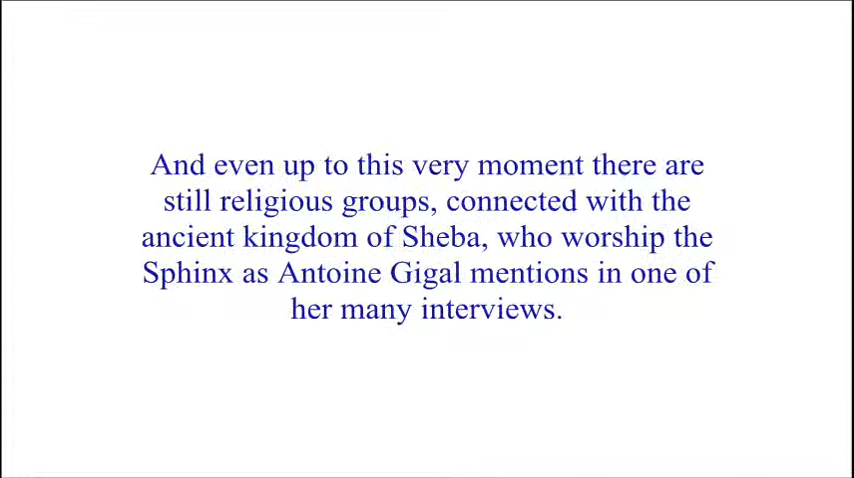 And even up to this very moment there are
still religious groups, connected with the
ancient kingdom of Sheba, who worship the
Sphinx as Antoine Gigal mentions in one of
her many interviews.